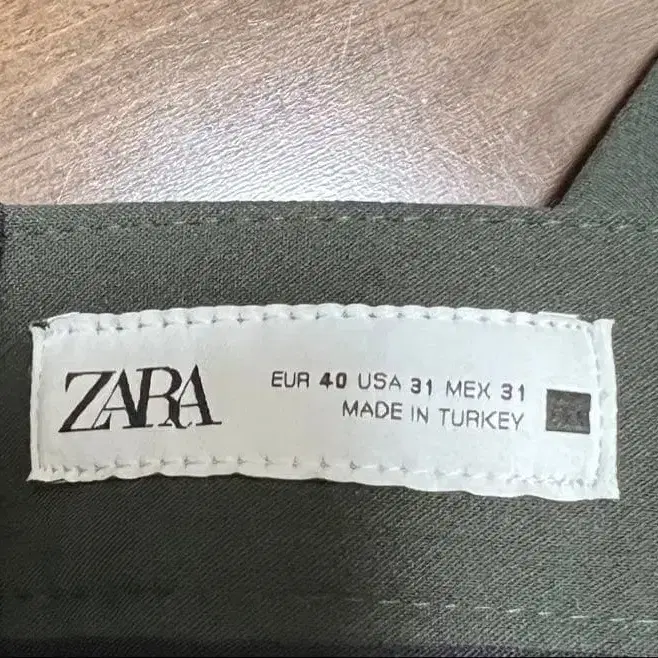 ZARA
EUR 40 USA 31 MEX 31
MADE IN TURKEY